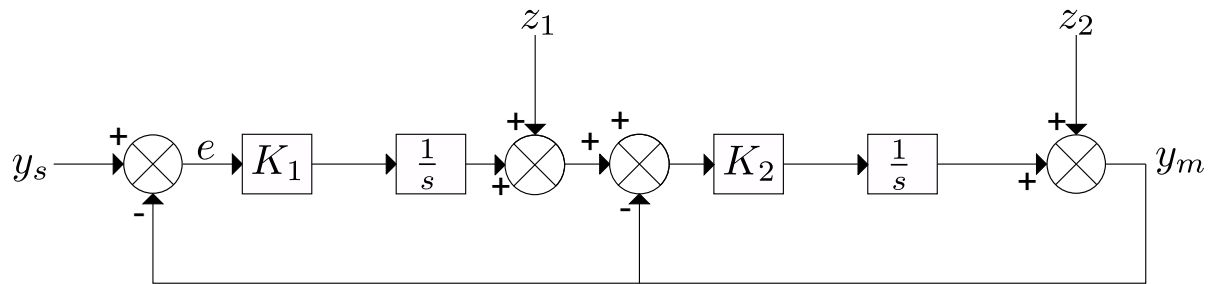 z₁
z₂
+ + + + + +
yₛ e K₁ 1/s K₂ 1/s yₘ
+ +
- -